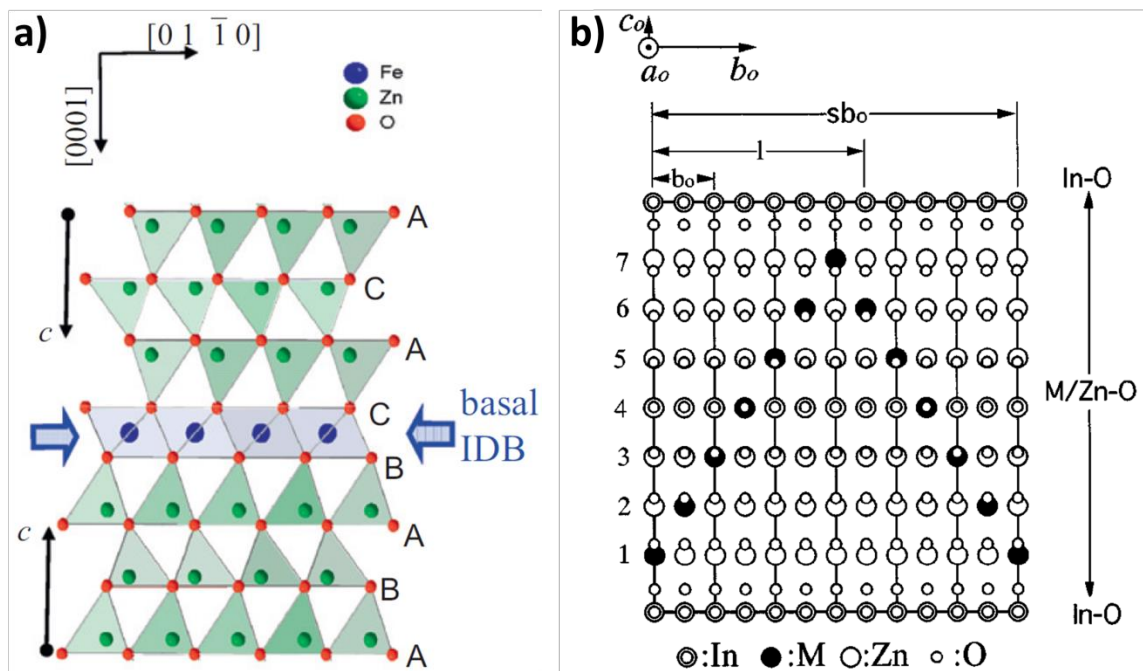 a)
[0 1 1̅ 0]
[0001]
Fe
Zn
O
A
C
c
A
C
basal
IDB
B
A
c
B
A
b)
cₒ
aₒ
bₒ
sbₒ
l
bₒ
In-O
7
6
5
4
M/Zn-O
3
2
1
In-O
:In :M :Zn :O